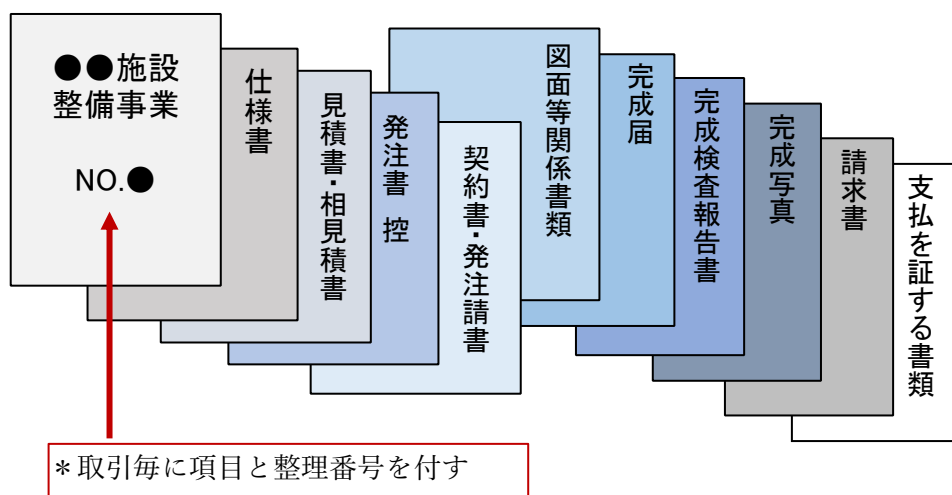 ●●施設
整備事業
NO.●
仕様書
見積書・相見積書
発注書 控
契約書・発注請書
図面等関係書類
完成届
完成検査報告書
完成写真
請求書
支払を証する書類
＊取引毎に項目と整理番号を付す